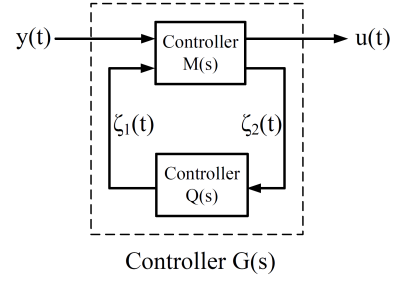 y(t)
Controller
M(s)
u(t)
ζ₁(t)
ζ₂(t)
Controller
Q(s)
Controller G(s)